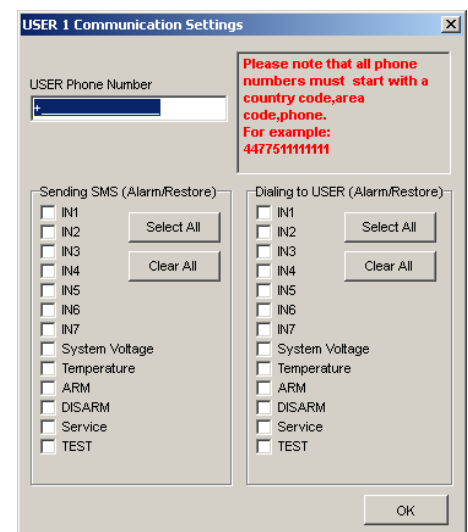 USER 1 Communication Settings
USER Phone Number
+
Please note that all phone
numbers must start with a
country code,area
code,phone.
For example:
4477511111111
Sending SMS (Alarm/Restore)
IN1
IN2
IN3
IN4
IN5
IN6
IN7
System Voltage
Temperature
ARM
DISARM
Service
TEST
Select All
Clear All
Dialing to USER (Alarm/Restore)
IN1
IN2
IN3
IN4
IN5
IN6
IN7
System Voltage
Temperature
ARM
DISARM
Service
TEST
Select All
Clear All
OK